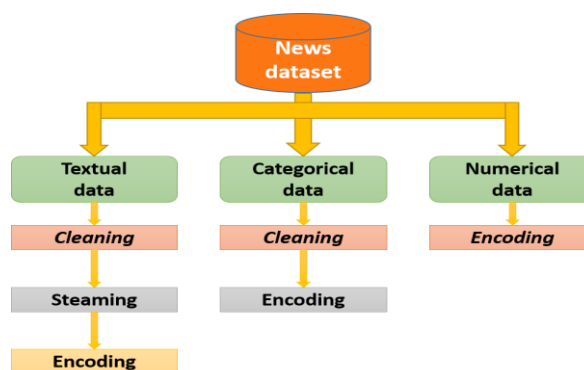 News
dataset
Textual
data
Categorical
data
Numerical
data
Cleaning
Cleaning
Encoding
Steaming
Encoding
Encoding